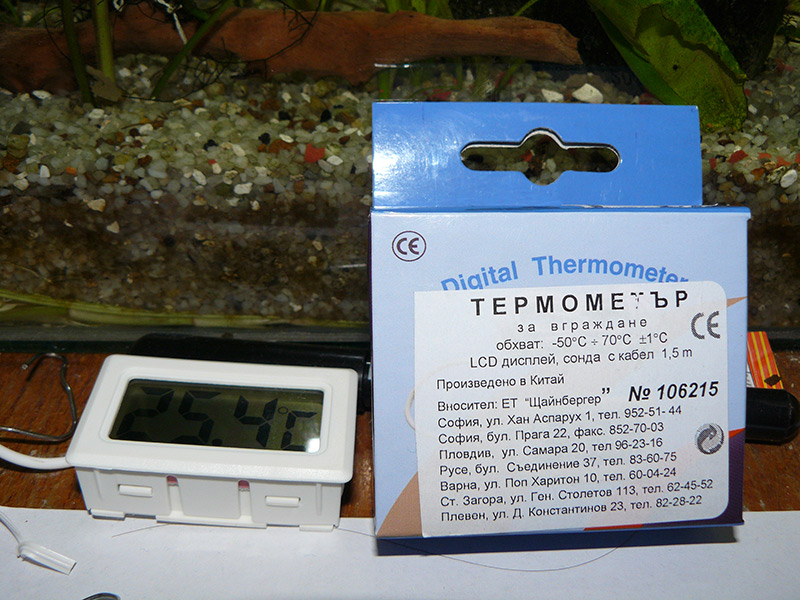 CE
Digital Thermometer
ТЕРМОМЕТЪР
за вграждане
обхват: -50°C ÷ 70°C ±1°C
LCD дисплей, сонда с кабел 1,5 m
CE
Произведено в Китай
Вносител: ЕТ "Щайнбергер" № 106215
София, ул. Хан Аспарух 1, тел. 952-51-44
София, бул. Прага 22, факс. 852-70-03
Пловдив, ул. Самара 20, тел 96-23-16
Русе, бул. Съединение 37, тел. 83-60-75
Варна, ул. Поп Харитон 10, тел. 60-04-24
Ст. Загора, ул. Ген. Столетов 113, тел. 62-45-52
Плевен, ул. Д. Константинов 23, тел. 82-28-22
25.4°C